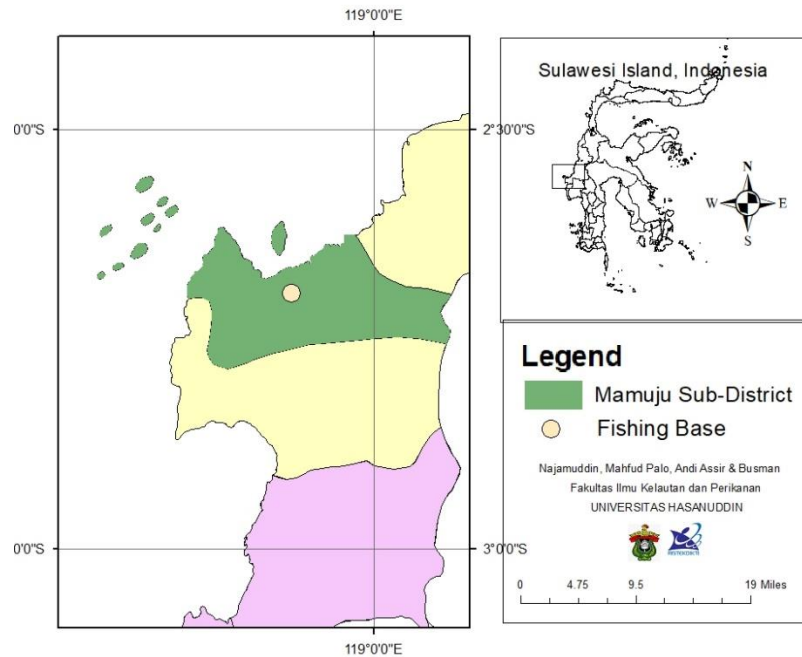 119°0'0"E
0'0"S
2°30'0"S
0'0"S
3°0'0"S
119°0'0"E
Sulawesi Island, Indonesia
N
W
E
S
Legend
Mamuju Sub-District
Fishing Base
Najamuddin, Mahfud Palo, Andi Assir & Busman
Fakultas Ilmu Kelautan dan Perikanan
UNIVERSITAS HASANUDDIN
0 4.75 9.5 19 Miles